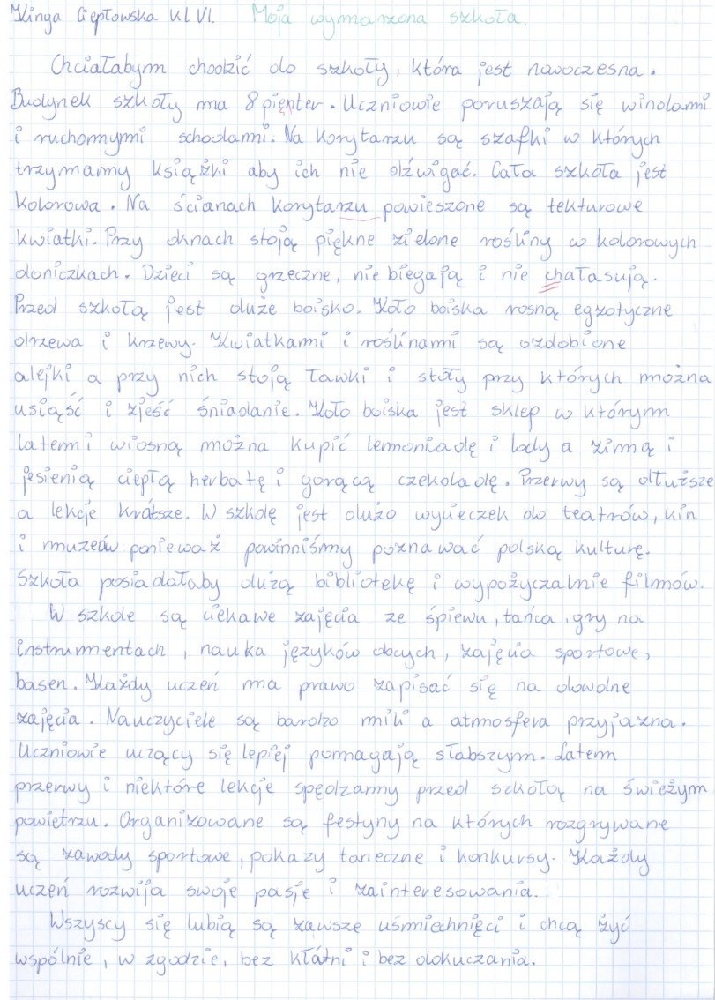 Kinga Ciepłowska kl VI. Moja wymarzona szkoła.
Chciałabym chodzić do szkoły, która jest nowoczesna.
Budynek szkoły ma 8 pięnter. Uczniowie poruszają się windami
i ruchomymi schodami. Na korytarzu są szafki w których
trzymamy książki aby ich nie dźwigać. Cała szkoła jest
kolorowa. Na ścianach korytarzu powieszone są tekturowe
kwiatki. Przy oknach stoją piękne zielone rośliny w kolorowych
doniczkach. Dzieci są grzeczne, nie biegają i nie chałasują.
Przed szkołą jest duże boisko. Koło boiska rosną egzotyczne
drzewa i krzewy. Kwiatkami i roślinami są ozdobione
alejki a przy nich stoją ławki i stoły przy których można
usiąść i zjeść śniadanie. Koło boiska jest sklep w którym
latem i wiosną można kupić lemoniadę i lody a zimą i
jesienią ciepłą herbatę i gorącą czekoladę. Przerwy są dłuższe
a lekcje krótsze. W szkolę jest dużo wycieczek do teatrów, kin
i muzeów ponieważ powinniśmy poznawać polską kulturę.
Szkoła posiadałaby dużą bibliotekę i wypożyczalnie filmów.
W szkole są ciekawe zajęcia ze śpiewu, tańca, gry na
instrumentach, nauka języków obcych, zajęcia sportowe,
basen. Każdy uczeń ma prawo zapisać się na dowolne
zajęcia. Nauczyciele są bardzo mili a atmosfera przyjazna.
Uczniowie uczący się lepiej pomagają słabszym. Latem
przerwy i niektóre lekcje spędzamy przed szkołą na świeżym
powietrzu. Organizowane są festyny na których rozgrywane
są zawody sportowe, pokazy taneczne i konkursy. Każdy
uczeń rozwija swoje pasje i zainteresowania.
Wszyscy się lubią są zawsze uśmiechnięci i chcą żyć
wspólnie, w zgodzie, bez kłótni i bez dokuczania.